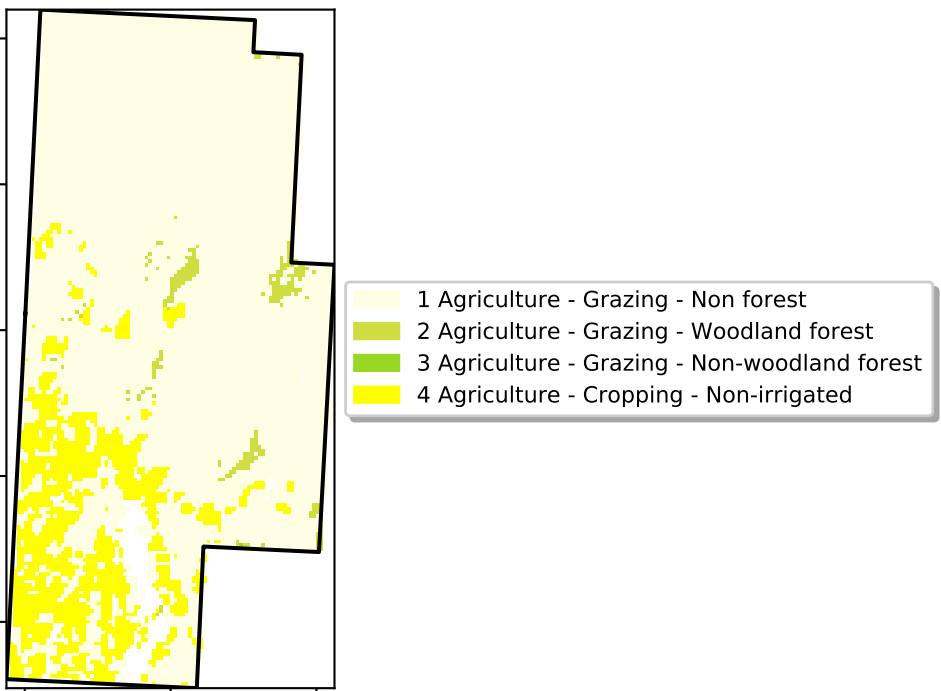 1 Agriculture - Grazing - Non forest
2 Agriculture - Grazing - Woodland forest
3 Agriculture - Grazing - Non-woodland forest
4 Agriculture - Cropping - Non-irrigated